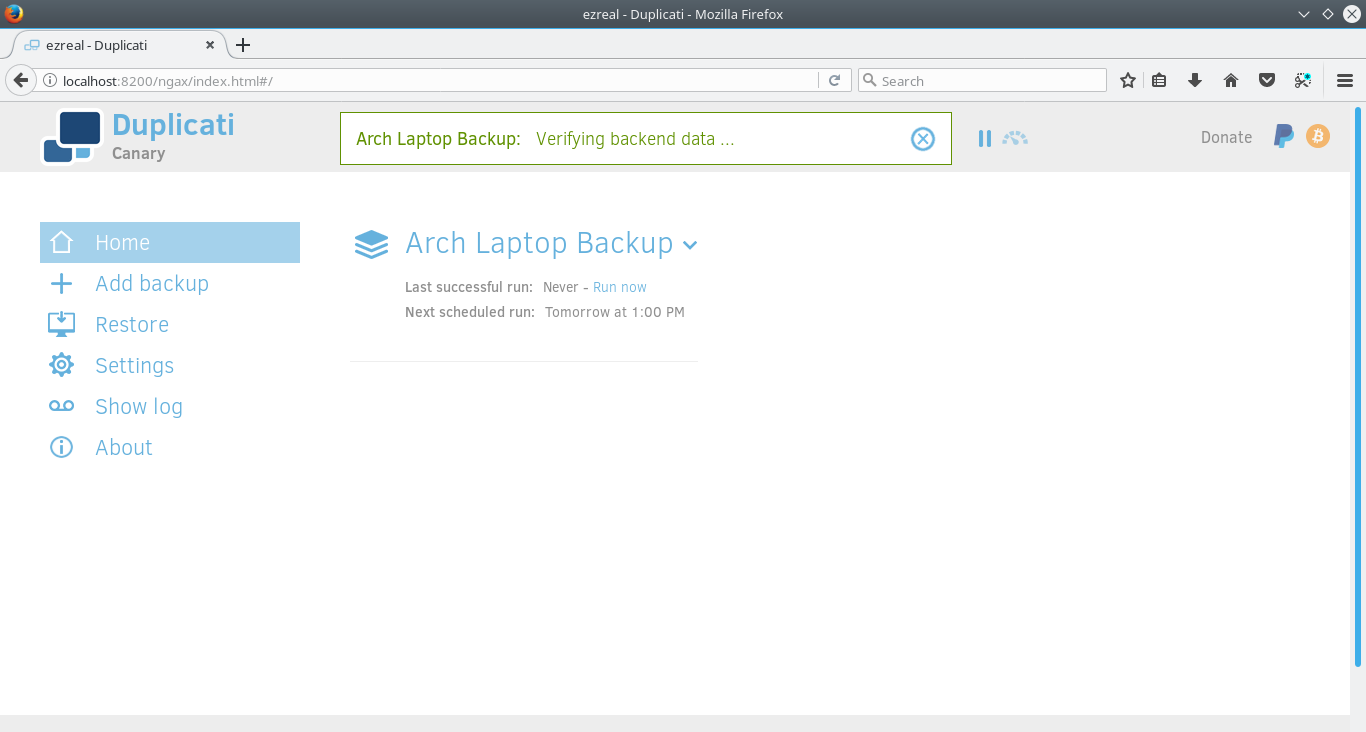 ezreal - Duplicati - Mozilla Firefox
ezreal - Duplicati
localhost:8200/ngax/index.html#/
Search
Duplicati
Canary
Arch Laptop Backup: Verifying backend data ...
Donate
Home
Add backup
Restore
Settings
Show log
About
Arch Laptop Backup
Last successful run: Never - Run now
Next scheduled run: Tomorrow at 1:00 PM